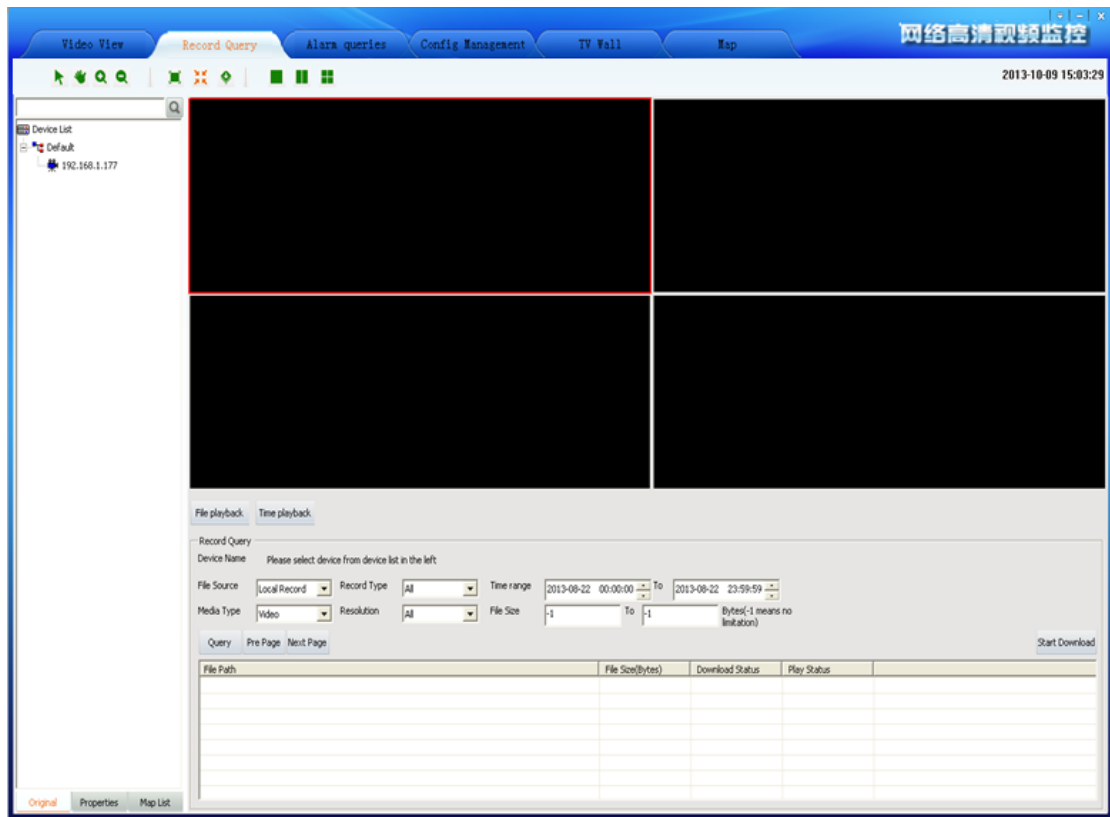 网络高清视频监控
Video View Record Query Alarm queries Config Management TV Wall Map
2013-10-09 15:03:29
Device List
Default
192.168.1.177
File playback Time playback
Record Query
Device Name Please select device from device list in the left
File Source Local Record Record Type All Time range 2013-08-22 00:00:00 To 2013-08-22 23:59:59
Media Type Video Resolution All File Size -1 To -1 Bytes(-1 means no
limitation)
Query Pre Page Next Page Start Download
File Path File Size(Bytes) Download Status Play Status
Original Properties Map List